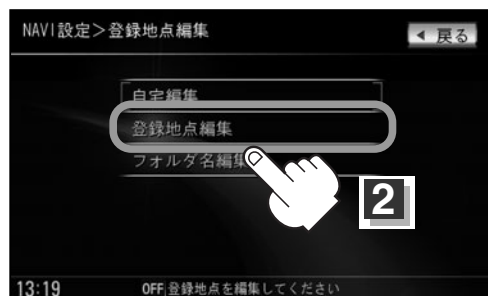 NAVI設定＞登録地点編集
◀ 戻る
自宅編集
登録地点編集
フォルダ名編集
2
13:19 OFF 登録地点を編集してください